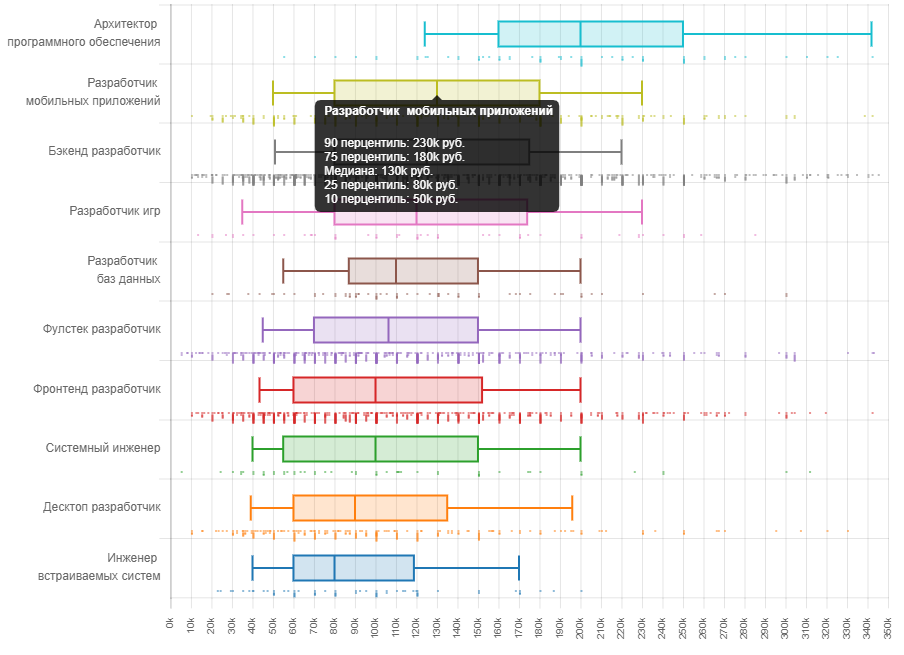 Архитектор
программного обеспечения
Разработчик
мобильных приложений
Разработчик мобильных приложений
90 перцентиль: 230k руб.
75 перцентиль: 180k руб.
Медиана: 130k руб.
25 перцентиль: 80k руб.
10 перцентиль: 50k руб.
Бэкенд разработчик
Разработчик игр
Разработчик
баз данных
Фулстек разработчик
Фронтенд разработчик
Системный инженер
Десктоп разработчик
Инженер
встраиваемых систем
0k 10k 20k 30k 40k 50k 60k 70k 80k 90k 100k 110k 120k 130k 140k 150k 160k 170k 180k 190k 200k 210k 220k 230k 240k 250k 260k 270k 280k 290k 300k 310k 320k 330k 340k 350k